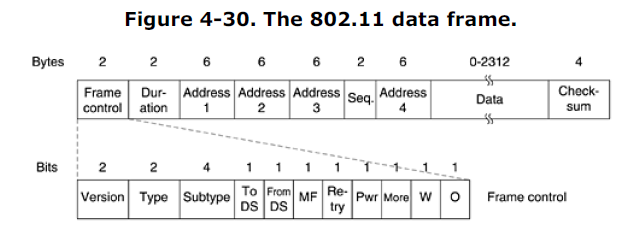 Figure 4-30. The 802.11 data frame.
Bytes 2 2 6 6 6 2 6 0-2312 4
Frame control Dur- ation Address 1 Address 2 Address 3 Seq. Address 4 Data Check- sum
Bits 2 2 4 1 1 1 1 1 1 1 1
Version Type Subtype To DS From DS MF Re- try Pwr More W O Frame control